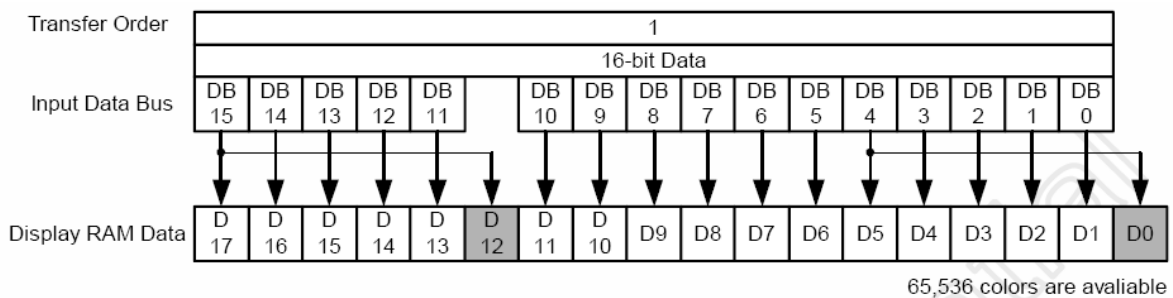 Transfer Order 1
16-bit Data
Input Data Bus DB 15 DB 14 DB 13 DB 12 DB 11 DB 10 DB 9 DB 8 DB 7 DB 6 DB 5 DB 4 DB 3 DB 2 DB 1 DB 0
Display RAM Data D 17 D 16 D 15 D 14 D 13 D 12 D 11 D 10 D9 D8 D7 D6 D5 D4 D3 D2 D1 D0
65,536 colors are avaliable